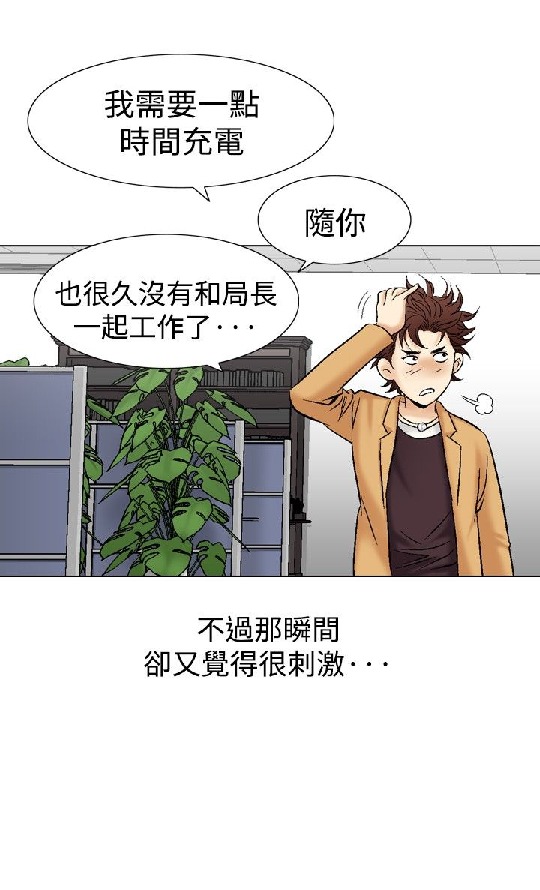 我需要一點
時間充電
隨你
也很久沒有和局長
一起工作了···
不過那瞬間
卻又覺得很刺激···